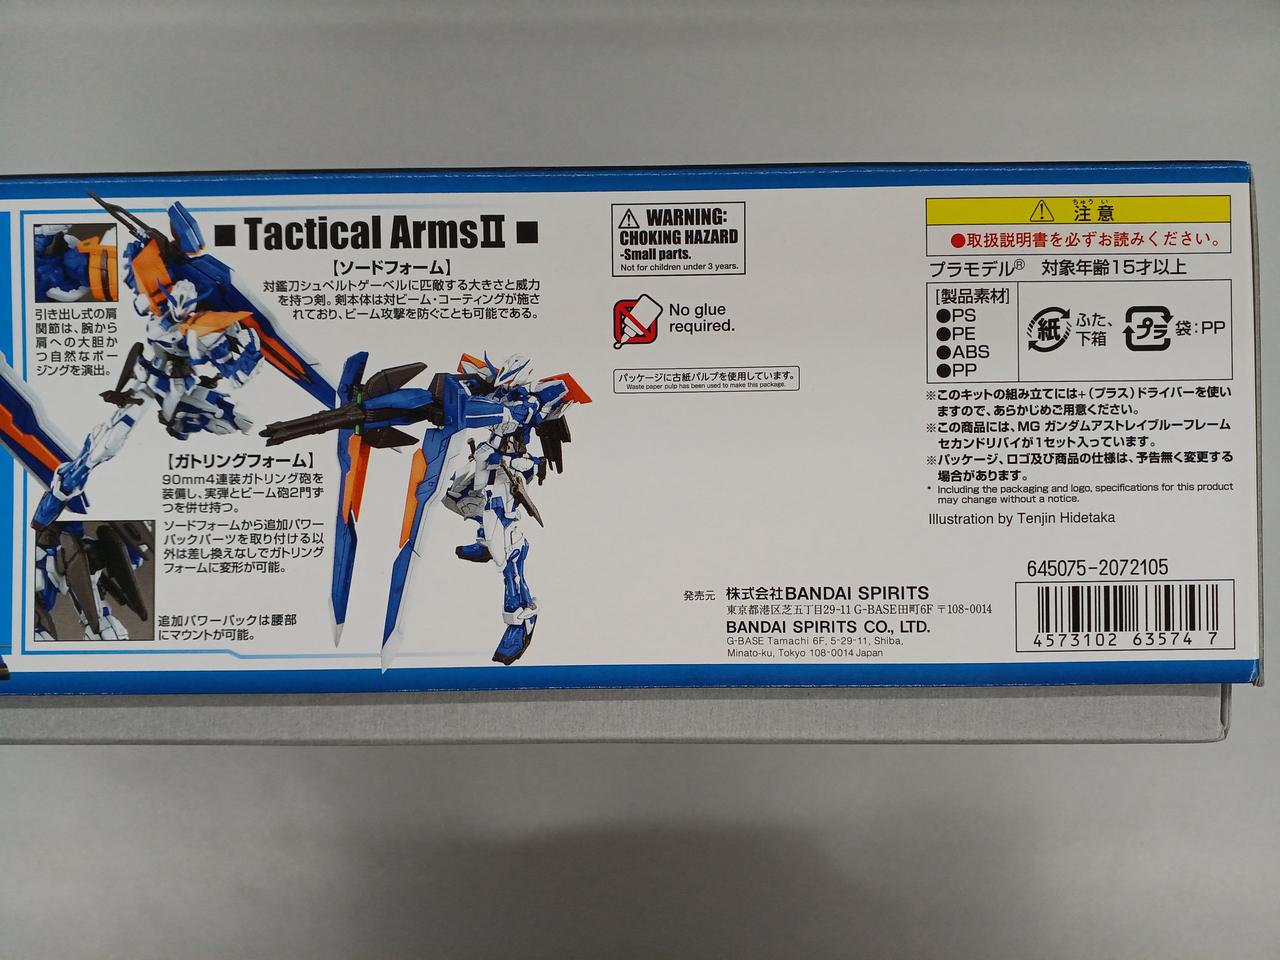 ■ Tactical ArmsⅡ ■
【ソードフォーム】
対鑑刀シュベルトゲーベルに匹敵する大きさと威力
を持つ剣。剣本体は対ビーム・コーティングが施さ
れており、ビーム攻撃を防ぐことも可能である。
引き出し式の肩
関節は、腕から
肩への大胆か
つ自然なポー
ジングを演出。
【ガトリングフォーム】
90mm4連装ガトリング砲を
装備し、実弾とビーム砲2門ず
つを併せ持つ。
ソードフォームから追加パワー
パックパーツを取り付ける以
外は差し換えなしでガトリング
フォームに変形が可能。
追加パワーパックは腰部
にマウントが可能。
WARNING:
CHOKING HAZARD
-Small parts.
Not for children under 3 years.
No glue
required.
パッケージに古紙パルプを使用しています。
Waste paper pulp has been used to make this package.
ちゅうい
注意
●取扱説明書を必ずお読みください。
プラモデル® 対象年齢15才以上
[製品素材]
●PS
●PE
●ABS
●PP
紙 ふた、
下箱
プラ 袋:PP
※このキットの組み立てには+(プラス)ドライバーを使い
ますので、あらかじめご用意ください。
※この商品には、MG ガンダムアストレイブルーフレーム
セカンドリバイが1セット入っています。
※パッケージ、ロゴ及び商品の仕様は、予告無く変更する
場合があります。
* Including the packaging and logo, specifications for this product
may change without a notice.
Illustration by Tenjin Hidetaka
発売元 株式会社BANDAI SPIRITS
東京都港区芝五丁目29-11 G-BASE田町6F 〒108-0014
BANDAI SPIRITS CO., LTD.
G-BASE Tamachi 6F, 5-29-11, Shiba,
Minato-ku, Tokyo 108-0014 Japan
645075-2072105
4573102 63574 7